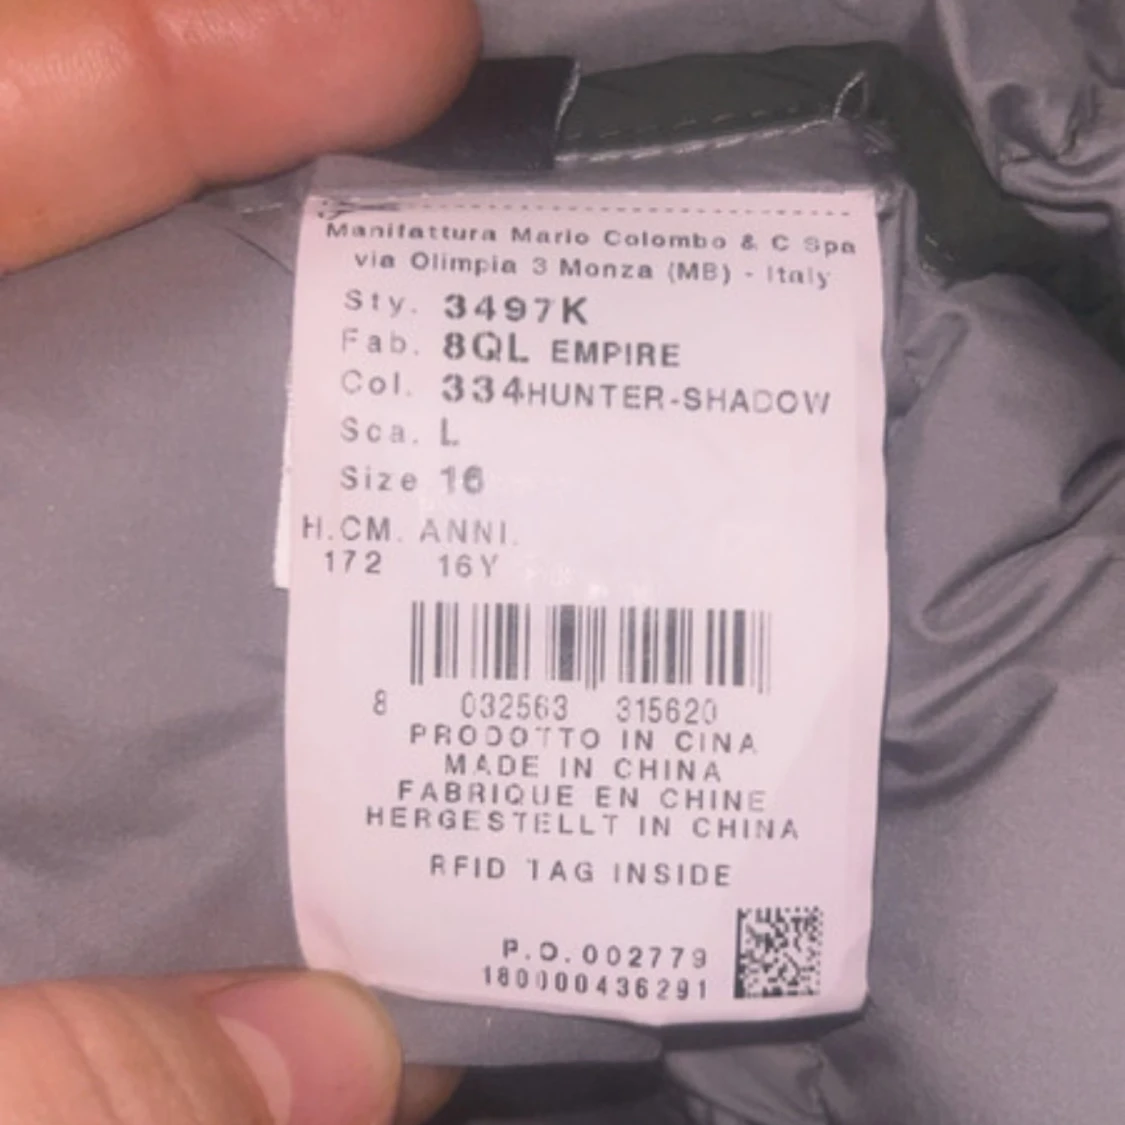 Manifattura Mario Colombo & C Spa
via Olimpia 3 Monza (MB) - Italy
Sty. 3497K
Fab. 8QL EMPIRE
Col. 334HUNTER-SHADOW
Sca. L
Size 16
H.CM. ANNI.
172 16Y
8 032563 315620
PRODOTTO IN CINA
MADE IN CHINA
FABRIQUE EN CHINE
HERGESTELLT IN CHINA
RFID TAG INSIDE
P.O.002779
180000436291